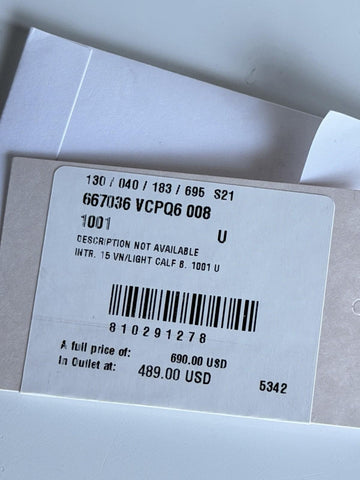 130 / 040 / 183 / 695 S21
667036 VCPQ6 008
1001 U
DESCRIPTION NOT AVAILABLE
INTR. 15 VN/LIGHT CALF B. 1001 U
810291278
A full price of: 690.00 USD
In Outlet at: 489.00 USD
5342